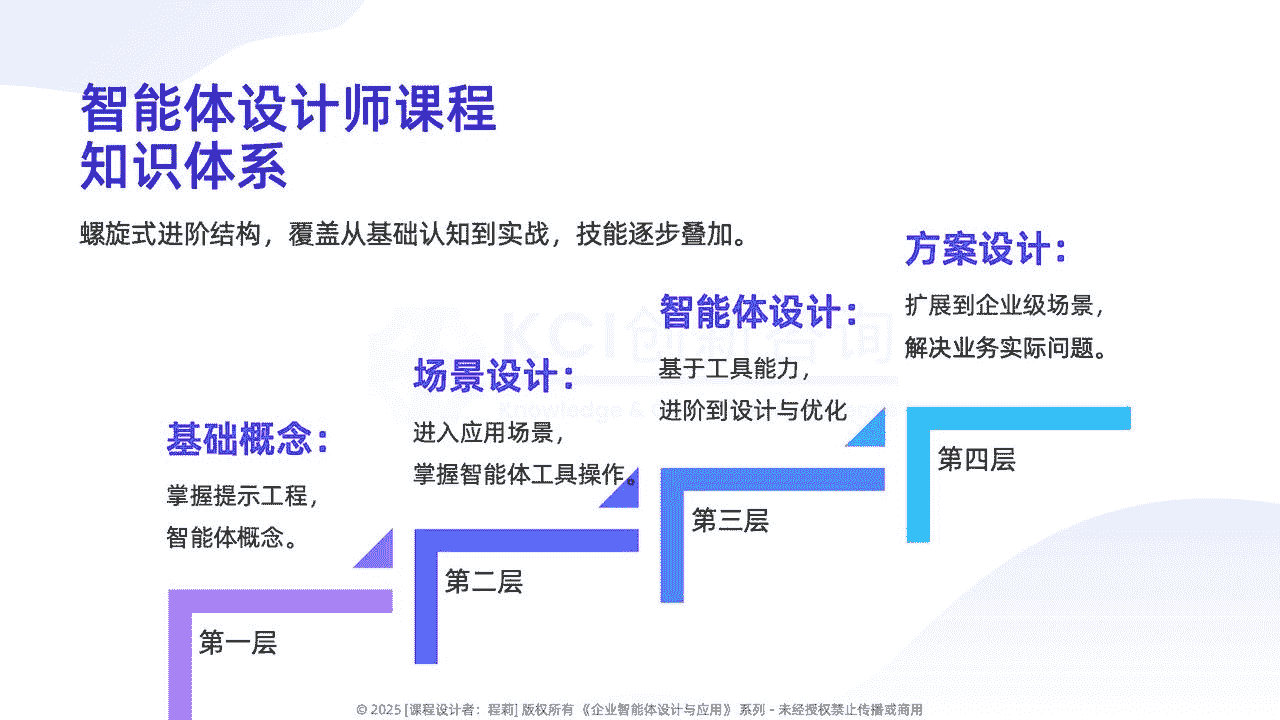 智能体设计师课程
知识体系
螺旋式进阶结构，覆盖从基础认知到实战，技能逐步叠加。
基础概念：
掌握提示工程，
智能体概念。
第一层
场景设计：
进入应用场景，
掌握智能体工具操作。
第二层
智能体设计：
基于工具能力，
进阶到设计与优化
第三层
方案设计：
扩展到企业级场景，
解决业务实际问题。
第四层
KCI创新咨询
Knowledge &
© 2025 [课程设计者：程莉] 版权所有 《企业智能体设计与应用》 系列 - 未经授权禁止传播或商用